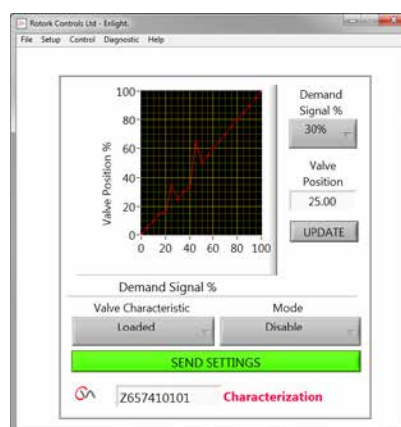 Rotork Controls Ltd - Enlight.
File Setup Control Diagnostic Help
Demand
Signal %
30%
Valve
Position
25.00
UPDATE
Valve Position %
100
80
60
40
20
0
0 20 40 60 80 100
Demand Signal %
Valve Characteristic Mode
Loaded Disable
SEND SETTINGS
Z657410101 Characterization